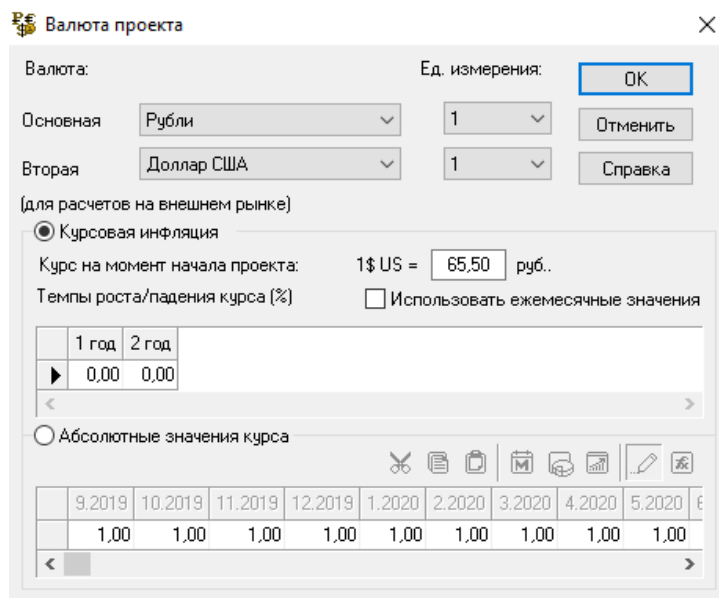 Валюта проекта
Валюта: Ед. измерения:
OK
Основная Рубли 1
Отменить
Вторая Доллар США 1
Справка
(для расчетов на внешнем рынке)
Курсовая инфляция
Курс на момент начала проекта: 1$ US = 65,50 руб..
Темпы роста/падения курса (%) Использовать ежемесячные значения
1 год 2 год
0,00 0,00
Абсолютные значения курса
9.2019 10.2019 11.2019 12.2019 1.2020 2.2020 3.2020 4.2020 5.2020
1,00 1,00 1,00 1,00 1,00 1,00 1,00 1,00 1,00